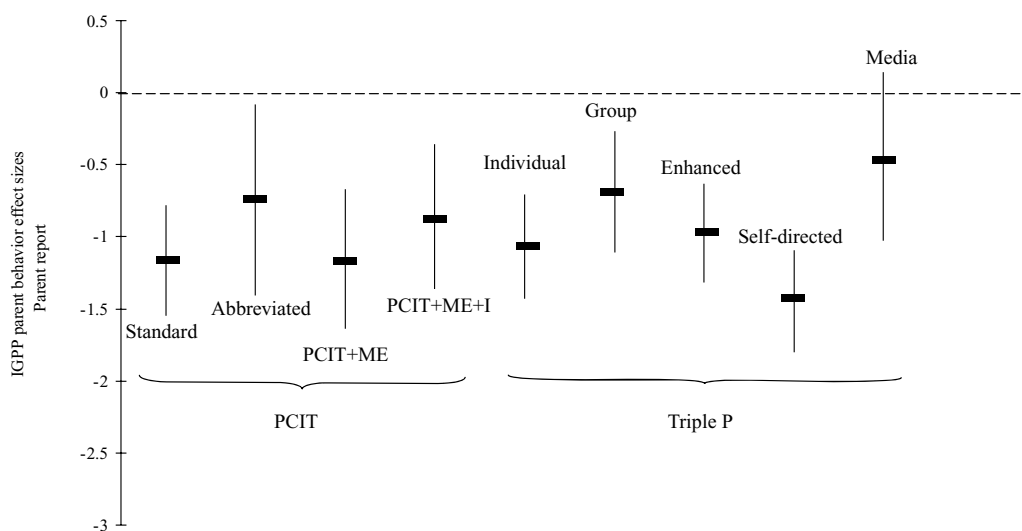 0.5
Media
0
Group
Individual
Enhanced
-0.5
Self-directed
-1
IGPP parent behavior effect sizes
Parent report
PCIT+ME+I
Abbreviated
-1.5
Standard
PCIT+ME
-2
PCIT
Triple P
-2.5
-3